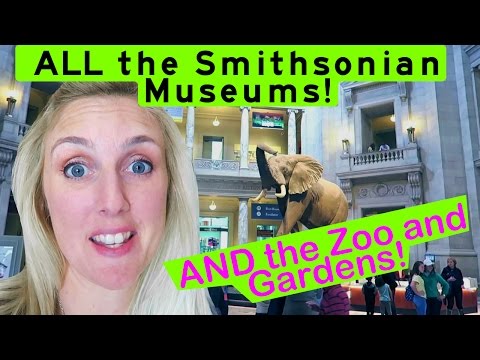 ALL the Smithsonian
Museums!
AND the Zoo and
Gardens!